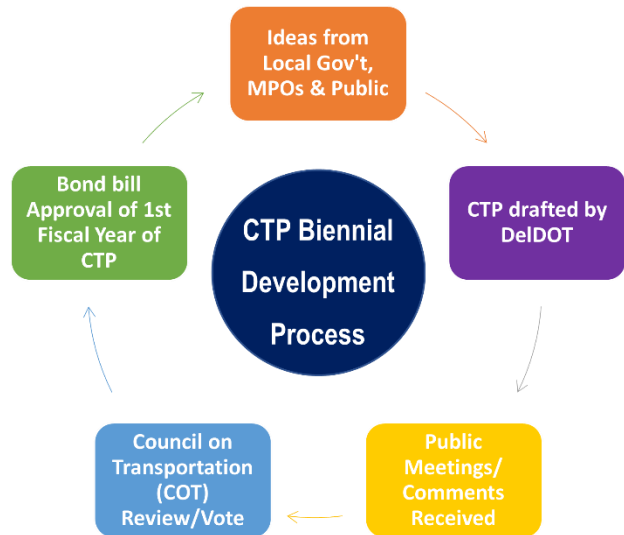 Ideas from
Local Gov't,
MPOs & Public
CTP drafted by
DelDOT
Public
Meetings/
Comments
Received
Council on
Transportation
(COT)
Review/Vote
Bond bill
Approval of 1st
Fiscal Year of
CTP
CTP Biennial
Development
Process